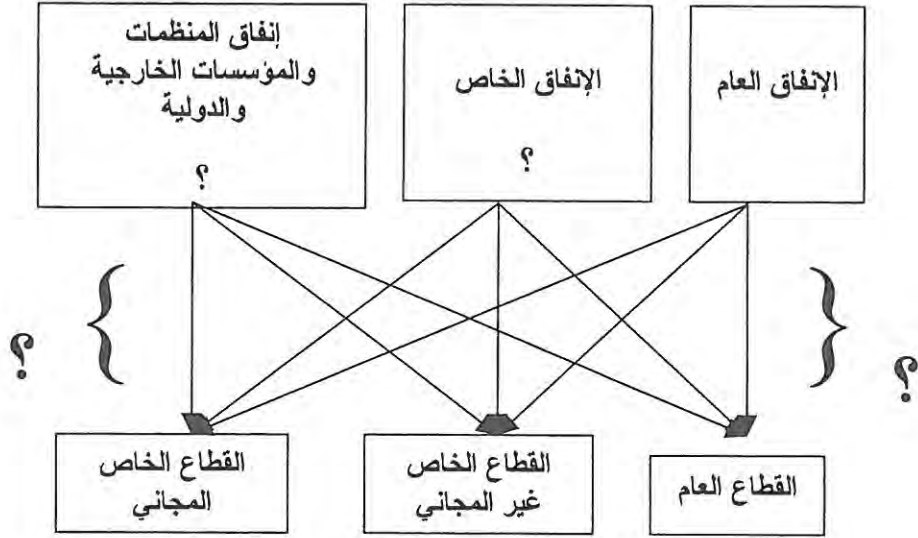 الإنفاق العام
الإنفاق الخاص
؟
إنفاق المنظمات
والمؤسسات الخارجية
والدولية
؟
؟
؟
القطاع العام
القطاع الخاص
غير المجاني
القطاع الخاص
المجاني